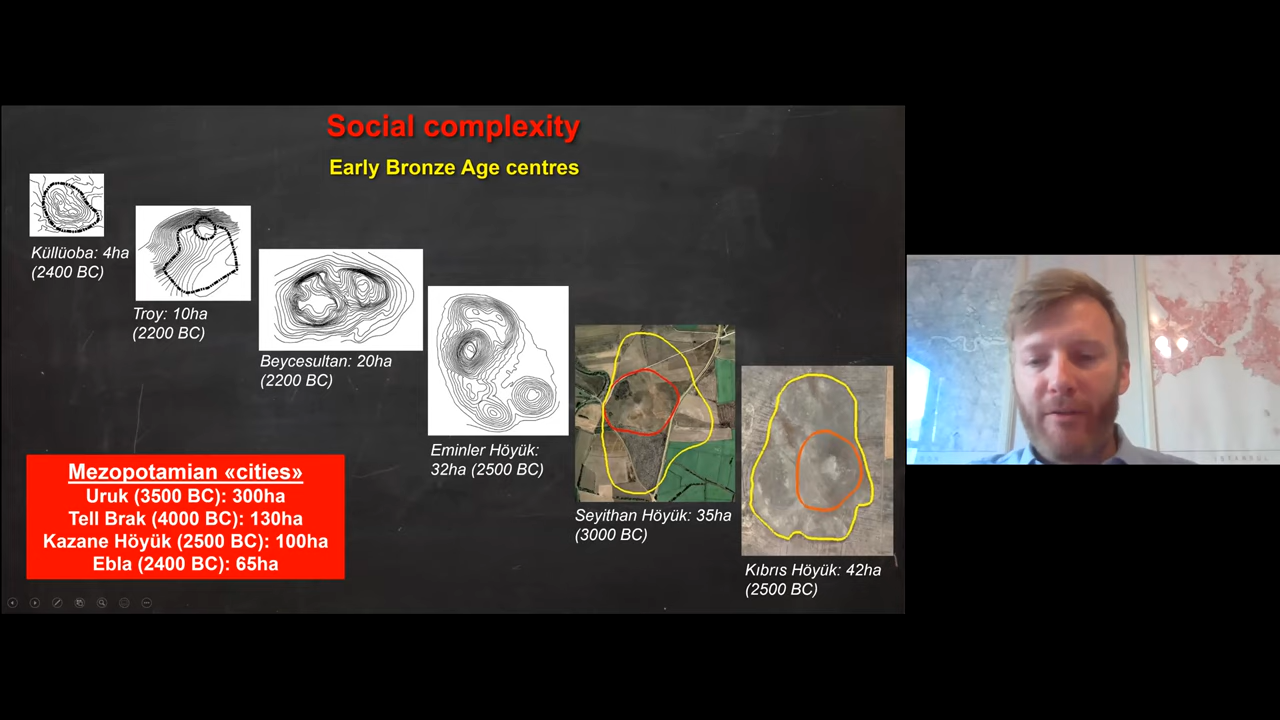 Social complexity
Early Bronze Age centres
Küllüoba: 4ha
(2400 BC)
Troy: 10ha
(2200 BC)
Beycesultan: 20ha
(2200 BC)
Eminler Höyük:
32ha (2500 BC)
Seyithan Höyük: 35ha
(3000 BC)
Kıbrıs Höyük: 42ha
(2500 BC)
Mezopotamian «cities»
Uruk (3500 BC): 300ha
Tell Brak (4000 BC): 130ha
Kazane Höyük (2500 BC): 100ha
Ebla (2400 BC): 65ha